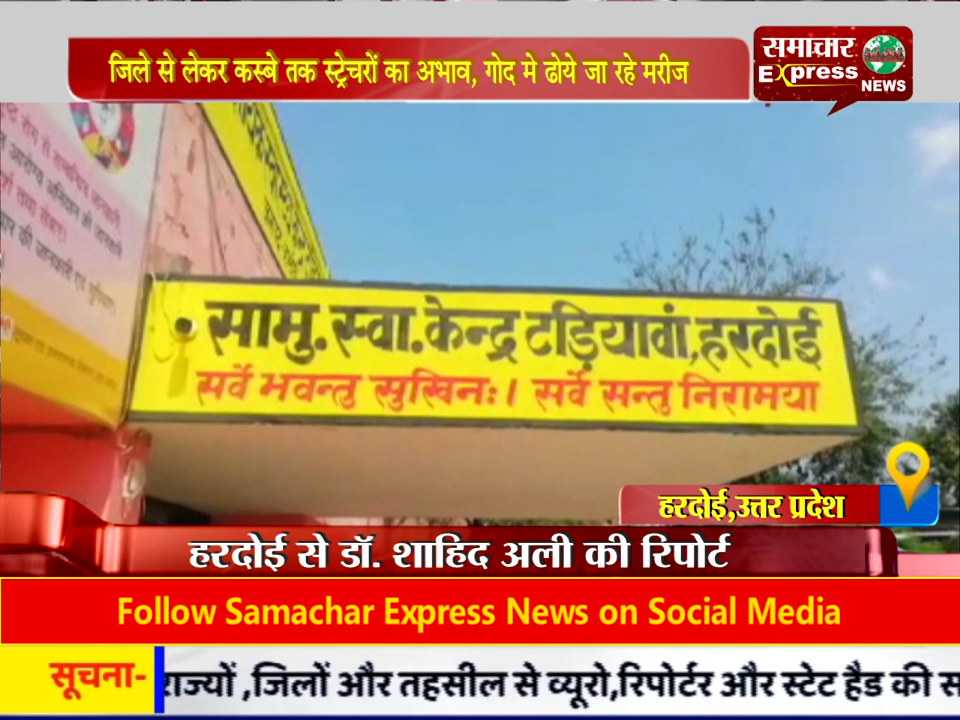 जिले से लेकर कस्बे तक स्ट्रेचरों का अभाव, गोद मे ढोये जा रहे मरीज
समाचार
Express
NEWS
सामु.स्वा.केन्द्र टड़ियावां,हरदोई
सर्वे भवन्तु सुखिनः। सर्वे सन्तु निरामया
हरदोई,उत्तर प्रदेश
हरदोई से डॉ. शाहिद अली की रिपोर्ट
Follow Samachar Express News on Social Media
सूचना- राज्यों ,जिलों और तहसील से व्यूरो,रिपोर्टर और स्टेट हैड की